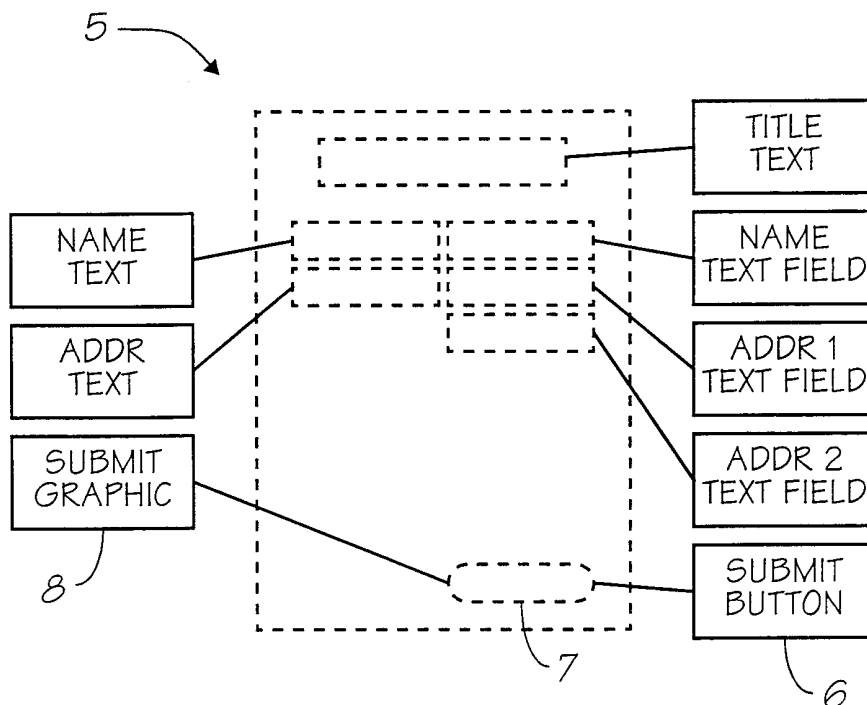 5
TITLE
TEXT
NAME
TEXT
NAME
TEXT FIELD
ADDR
TEXT
ADDR 1
TEXT FIELD
SUBMIT
GRAPHIC
ADDR 2
TEXT FIELD
8
SUBMIT
BUTTON
7
6